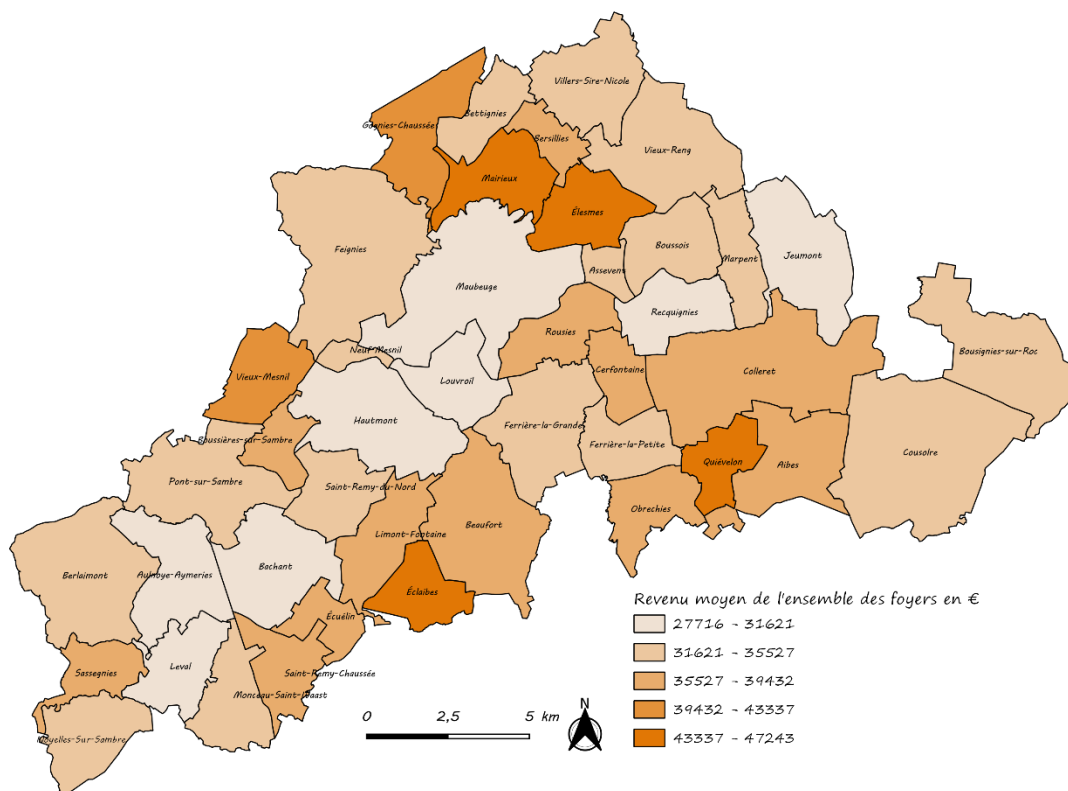 Villers-Sire-Nicole
Bettignies
Gognies-Chaussée
Bersillies
Vieux-Reng
Mairieux
Élesmes
Feignies
Boussois
Marpent
Jeumont
Assevent
Maubeuge
Recquignies
Rousies
Neuf-Mesnil
Bousignies-sur-Roc
Vieux-Mesnil
Louvroil
Cerfontaine
Colleret
Hautmont
Ferrière-la-Grande
Boussières-sur-Sambre
Ferrière-la-Petite
Cousolre
Quiévelon
Aibes
Pont-sur-Sambre
Saint-Remy-du-Nord
Beaufort
Obrechies
Limont-Fontaine
Berlaimont
Aulnoye-Aymeries
Bachant
Éclaibes
Écuélin
Sassegnies
Leval
Saint-Remy-Chaussée
Monceau-Saint-Waast
Noyelles-Sur-Sambre
Revenu moyen de l'ensemble des foyers en €
27716 - 31621
31621 - 35527
35527 - 39432
39432 - 43337
43337 - 47243
0 2,5 5 km
N